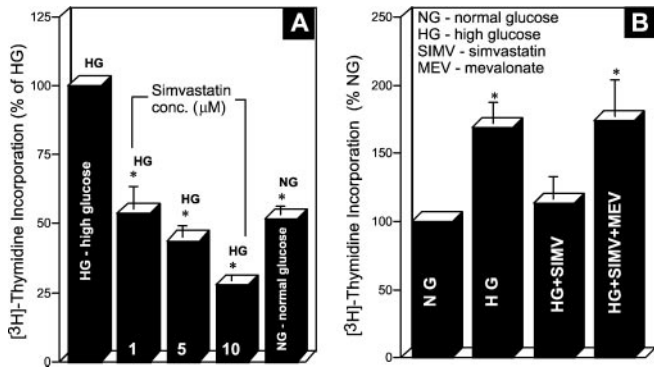 A
[3H]-Thymidine Incorporation (% of HG)
125
100
75
50
25
0
HG
Simvastatin
conc. (μM)
HG
*
HG
*
HG
*
NG
*
HG - high glucose
1
5
10
NG - normal glucose
B
[3H]-Thymidine Incorporation (% NG)
250
200
150
100
50
0
NG - normal glucose
HG - high glucose
SIMV - simvastatin
MEV - mevalonate
*
*
NG
HG
HG+SIMV
HG+SIMV+MEV